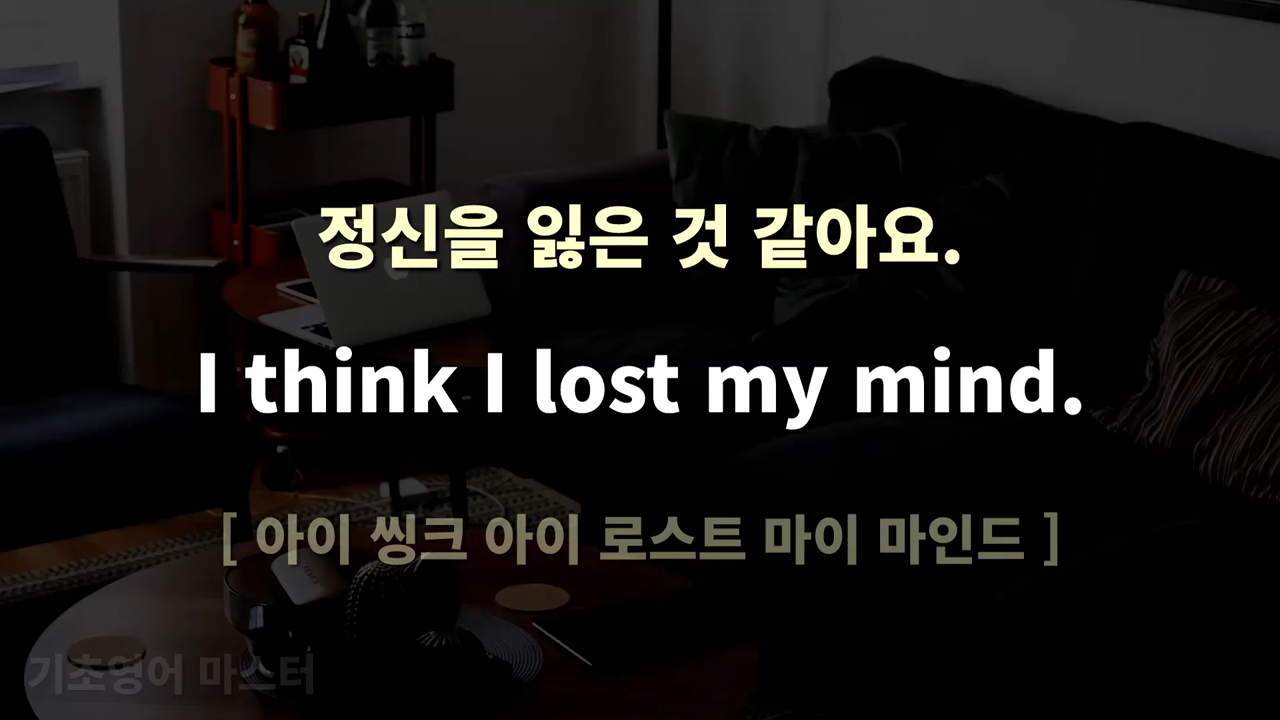 정신을 잃은 것 같아요.
I think I lost my mind.
[ 아이 씽크 아이 로스트 마이 마인드 ]
기초영어 마스터